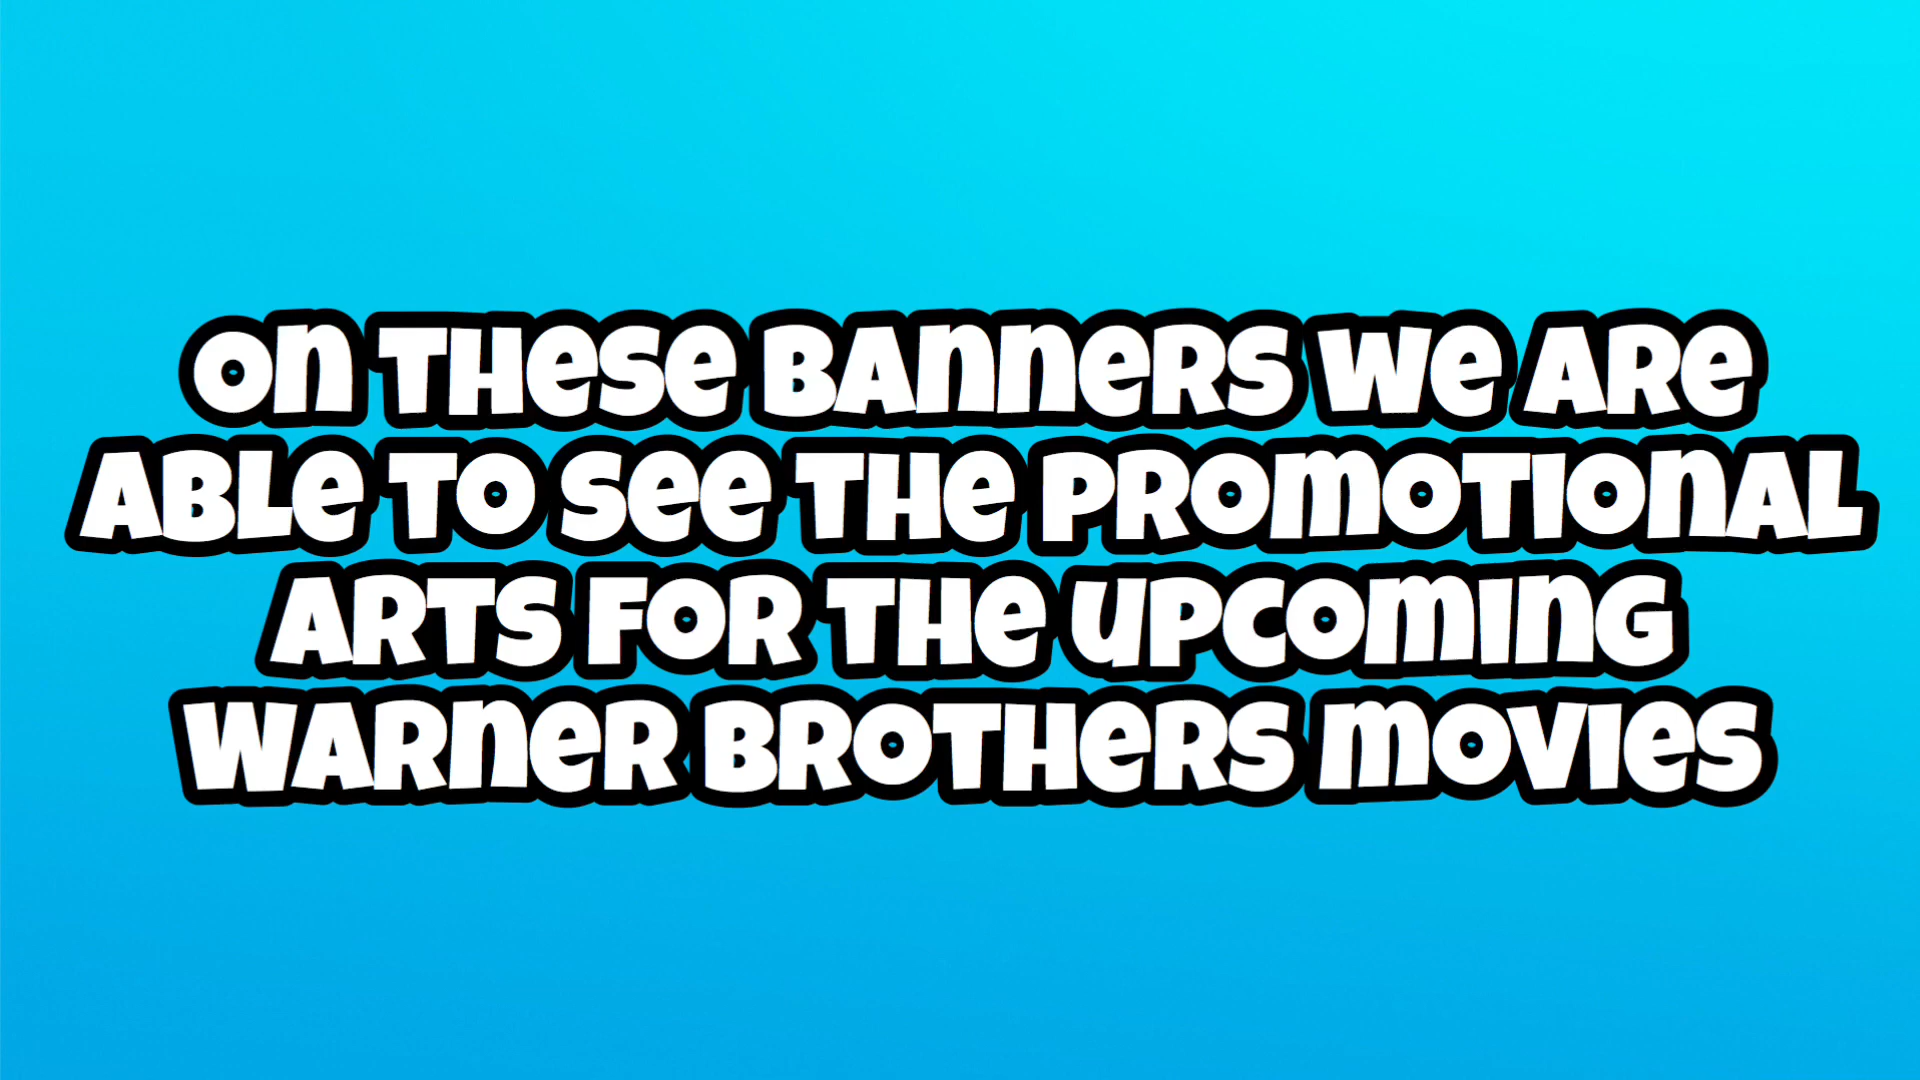 On these banners we are
able to see the promotional
arts for the upcoming
Warner Brothers movies